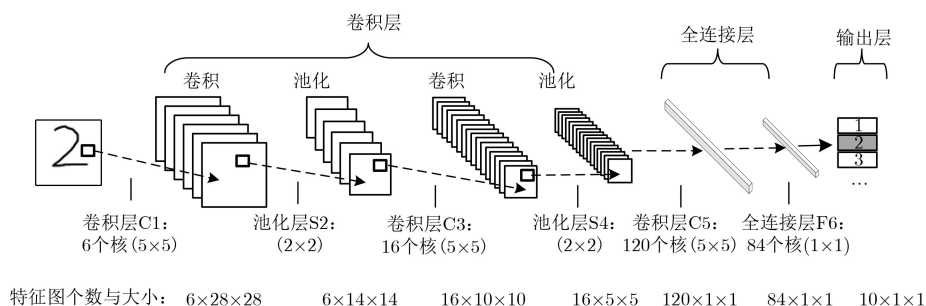 卷积层
全连接层
输出层
卷积
池化
卷积
池化
2
1
2
3
...
卷积层C1:
6个核(5×5)
池化层S2:
(2×2)
卷积层C3:
16个核(5×5)
池化层S4:
(2×2)
卷积层C5:
120个核(5×5)
全连接层F6:
84个核(1×1)
特征图个数与大小: 6×28×28 6×14×14 16×10×10 16×5×5 120×1×1 84×1×1 10×1×1